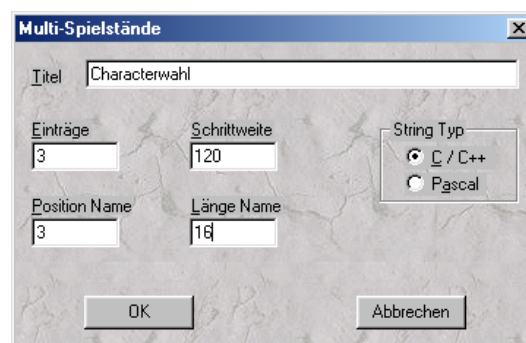 Multi-Spielstände
Titel Characterwahl
Einträge Schrittweite String Typ
3 120 C / C++
Pascal
Position Name Länge Name
3 16
OK Abbrechen